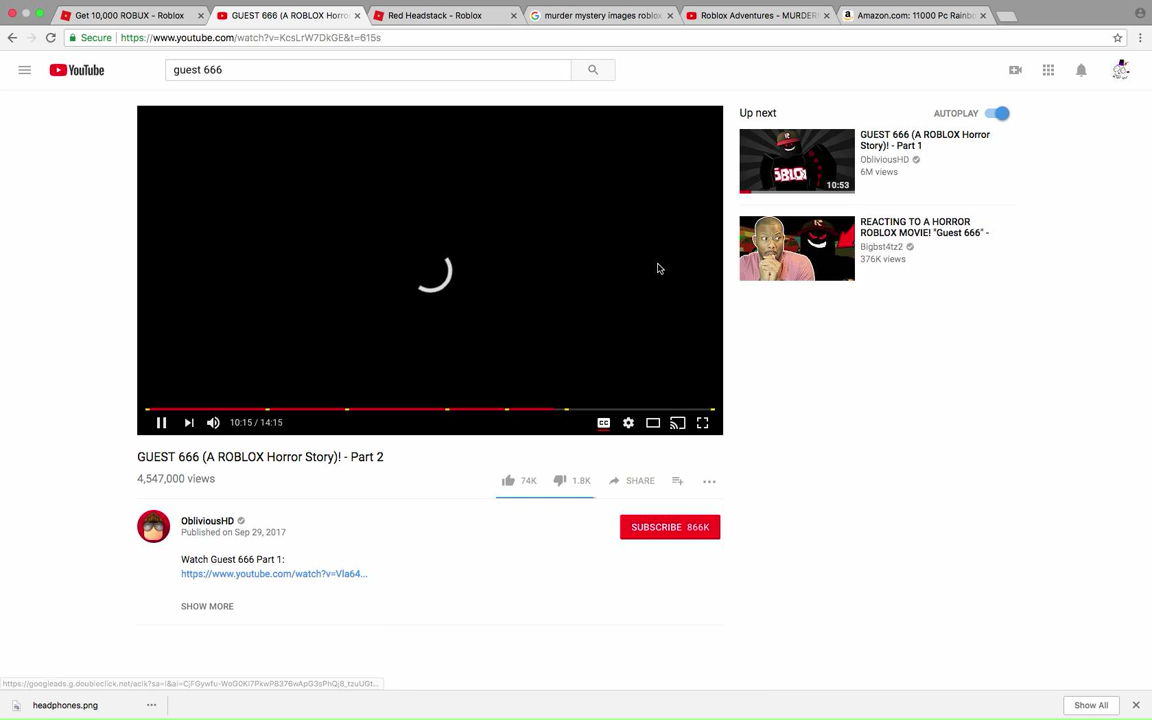 Get 10,000 ROBUX - Roblox
GUEST 666 (A ROBLOX Horro
Red Headstack - Roblox
murder mystery images roblox
Roblox Adventures - MURDER
Amazon.com: 11000 Pc Rainbo
Secure https://www.youtube.com/watch?v=KcsLrW7DkGE&t=615s
YouTube
guest 666
Up next
AUTOPLAY
10:53
GUEST 666 (A ROBLOX Horror
Story)! - Part 1
ObliviousHD
6M views
REACTING TO A HORROR
ROBLOX MOVIE! "Guest 666" -
Bigbst4tz2
376K views
10:15 / 14:15
CC
GUEST 666 (A ROBLOX Horror Story)! - Part 2
4,547,000 views
74K
1.8K
SHARE
ObliviousHD
Published on Sep 29, 2017
SUBSCRIBE 866K
Watch Guest 666 Part 1:
https://www.youtube.com/watch?v=Vla64...
SHOW MORE
headphones.png
Show All